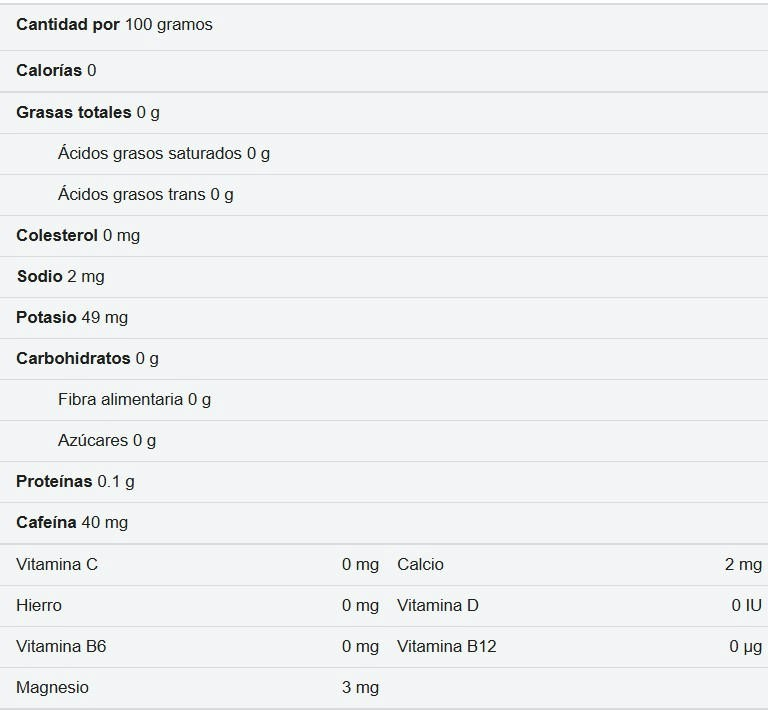 Cantidad por 100 gramos
Calorías 0
Grasas totales 0 g
Ácidos grasos saturados 0 g
Ácidos grasos trans 0 g
Colesterol 0 mg
Sodio 2 mg
Potasio 49 mg
Carbohidratos 0 g
Fibra alimentaria 0 g
Azúcares 0 g
Proteínas 0.1 g
Cafeína 40 mg
Vitamina C 0 mg Calcio 2 mg
Hierro 0 mg Vitamina D 0 IU
Vitamina B6 0 mg Vitamina B12 0 µg
Magnesio 3 mg